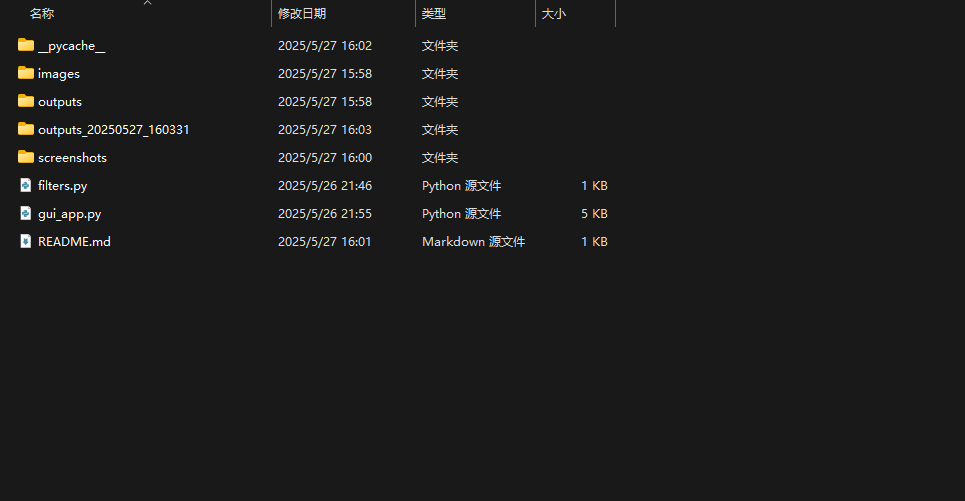 名称 修改日期 类型 大小
__pycache__ 2025/5/27 16:02 文件夹
images 2025/5/27 15:58 文件夹
outputs 2025/5/27 15:58 文件夹
outputs_20250527_160331 2025/5/27 16:03 文件夹
screenshots 2025/5/27 16:00 文件夹
filters.py 2025/5/26 21:46 Python 源文件 1 KB
gui_app.py 2025/5/26 21:55 Python 源文件 5 KB
README.md 2025/5/27 16:01 Markdown 源文件 1 KB